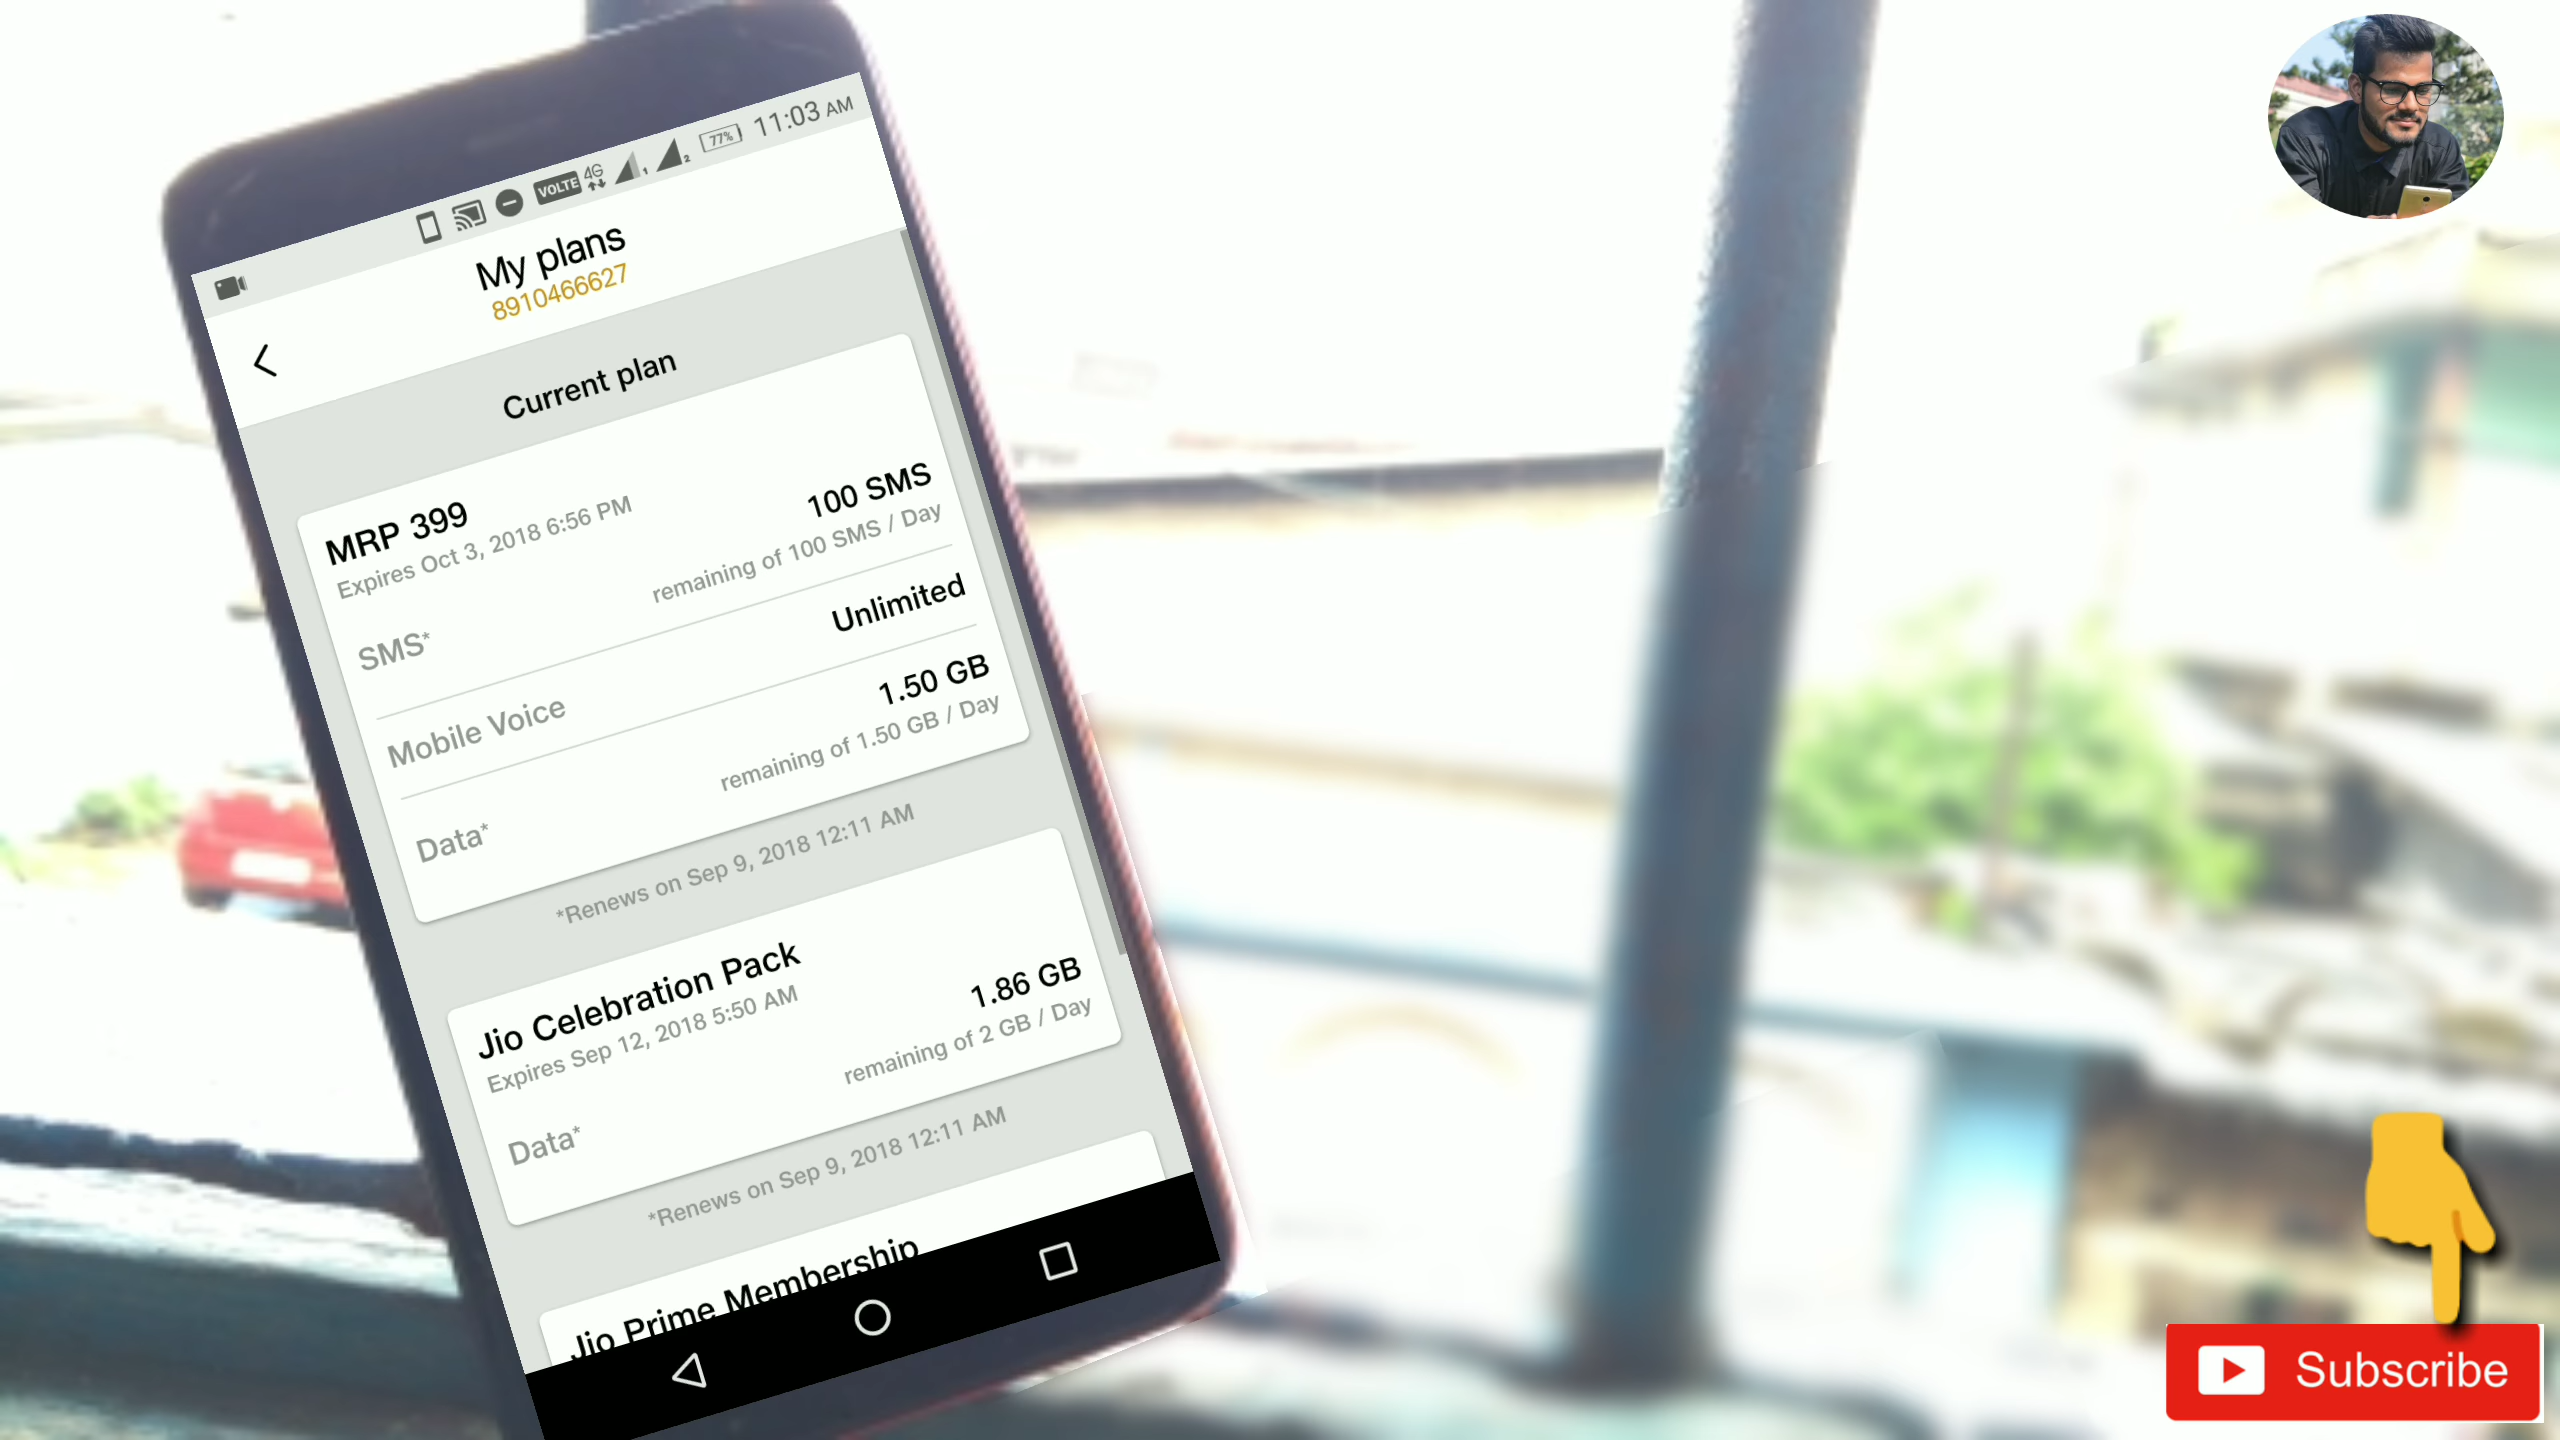 VOLTE 4G 1 2 77% 11:03 AM
My plans
8910466627
Current plan
MRP 399
Expires Oct 3, 2018 6:56 PM
SMS*
100 SMS
remaining of 100 SMS / Day
Mobile Voice
Unlimited
Data*
1.50 GB
remaining of 1.50 GB / Day
*Renews on Sep 9, 2018 12:11 AM
Jio Celebration Pack
Expires Sep 12, 2018 5:50 AM
Data*
1.86 GB
remaining of 2 GB / Day
*Renews on Sep 9, 2018 12:11 AM
Jio Prime Membership
Subscribe